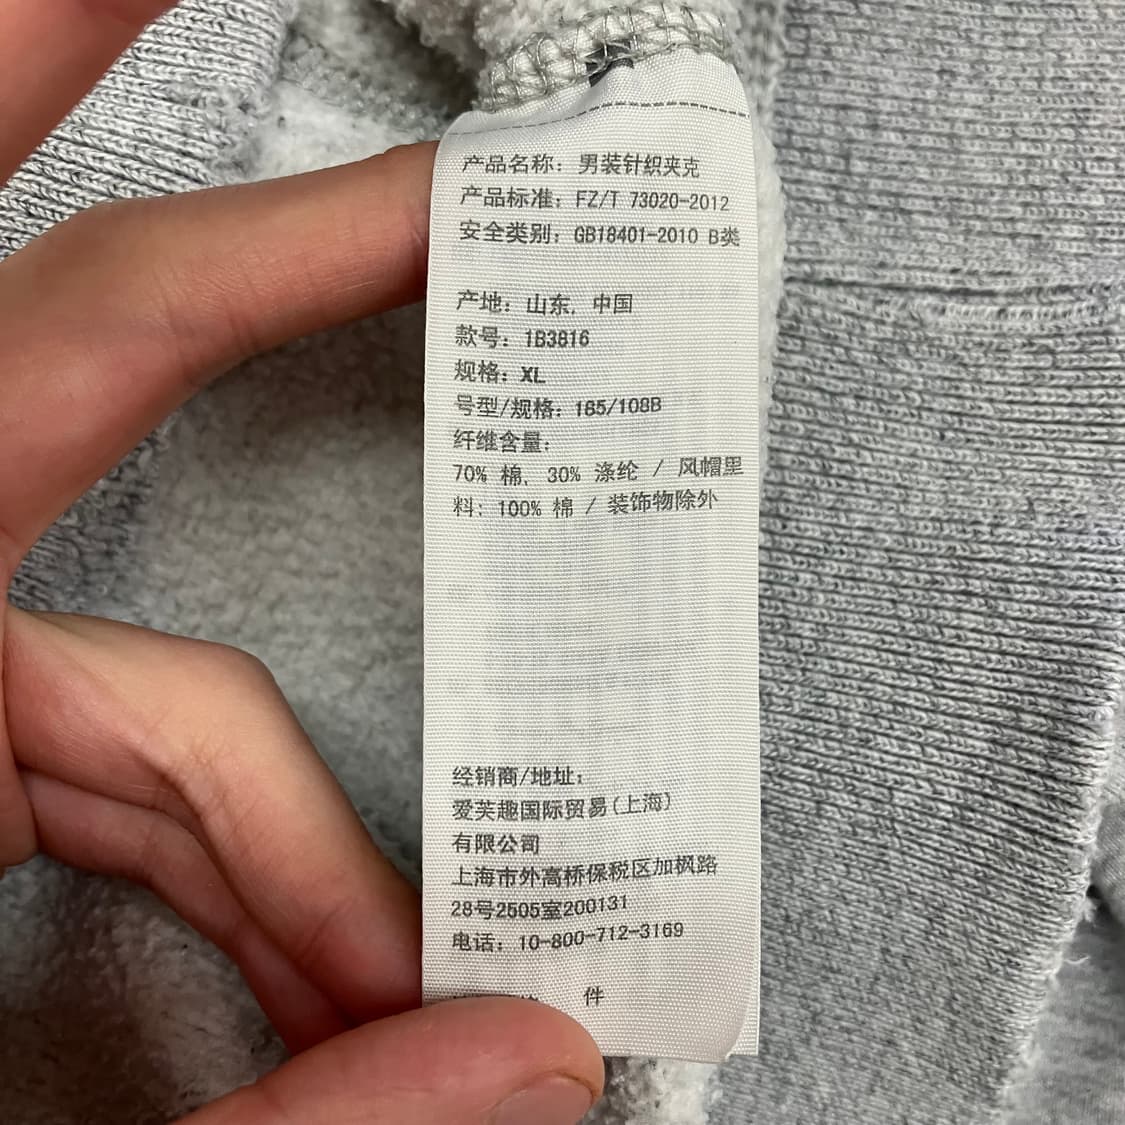 产品名称：男装针织夹克
产品标准：FZ/T 73020-2012
安全类别：GB18401-2010 B类
产地：山东, 中国
款号：1B3816
规格：XL
号型/规格：185/108B
纤维含量：
70% 棉, 30% 涤纶 / 风帽里
料：100% 棉 / 装饰物除外
经销商/地址：
爱芙趣国际贸易(上海)
有限公司
上海市外高桥保税区加枫路
28号2505室200131
电话：10-800-712-3169
件